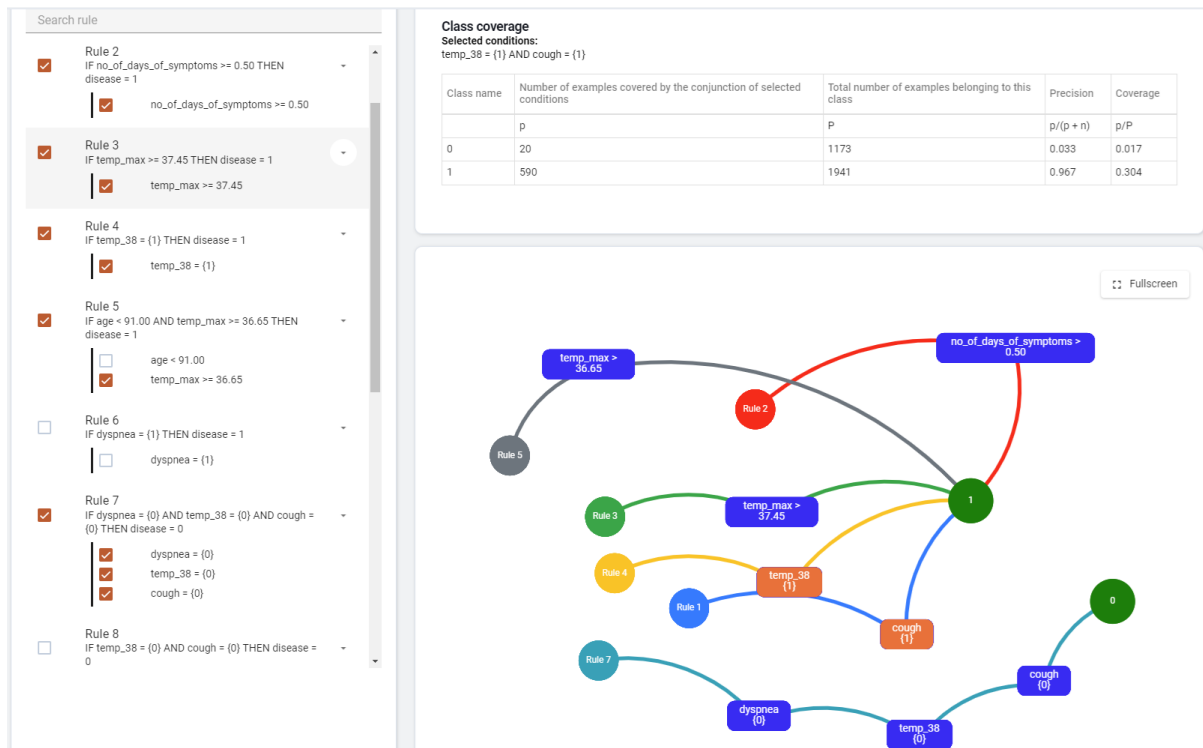 Search rule
Rule 2
IF no_of_days_of_symptoms >= 0.50 THEN
disease = 1
no_of_days_of_symptoms >= 0.50
Rule 3
IF temp_max >= 37.45 THEN disease = 1
temp_max >= 37.45
Rule 4
IF temp_38 = {1} THEN disease = 1
temp_38 = {1}
Rule 5
IF age < 91.00 AND temp_max >= 36.65 THEN
disease = 1
age < 91.00
temp_max >= 36.65
Rule 6
IF dyspnea = {1} THEN disease = 1
dyspnea = {1}
Rule 7
IF dyspnea = {0} AND temp_38 = {0} AND cough =
{0} THEN disease = 0
dyspnea = {0}
temp_38 = {0}
cough = {0}
Rule 8
IF temp_38 = {0} AND cough = {0} THEN disease =
0
Class coverage
Selected conditions:
temp_38 = {1} AND cough = {1}
Class name
Number of examples covered by the conjunction of selected
conditions
Total number of examples belonging to this
class
Precision
Coverage
p
P
p/(p + n)
p/P
0
20
1173
0.033
0.017
1
590
1941
0.967
0.304
Fullscreen
no_of_days_of_symptoms >
0.50
temp_max >
36.65
Rule 2
Rule 5
1
temp_max >
37.45
Rule 3
Rule 4
temp_38
{1}
Rule 1
0
cough
{1}
Rule 7
cough
{0}
dyspnea
{0}
temp_38
{0}